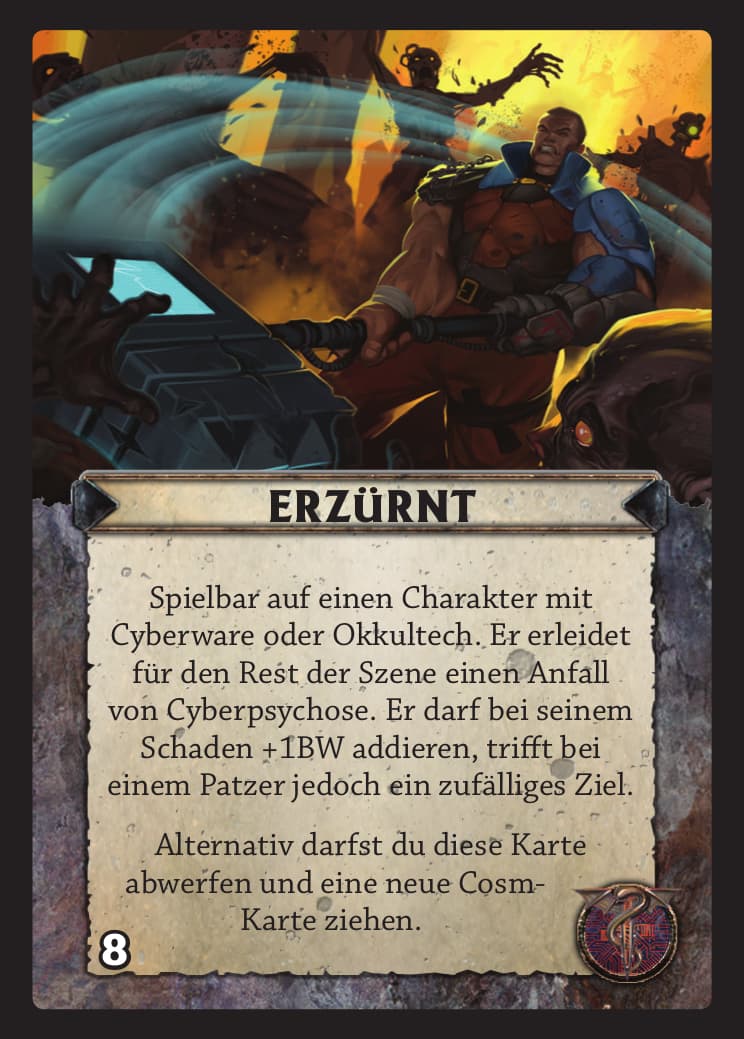 ERZÜRNT
Spielbar auf einen Charakter mit
Cyberware oder Okkultech. Er erleidet
für den Rest der Szene einen Anfall
von Cyberpsychose. Er darf bei seinem
Schaden +1BW addieren, trifft bei
einem Patzer jedoch ein zufälliges Ziel.
Alternativ darfst du diese Karte
abwerfen und eine neue Cosm-
Karte ziehen.
8